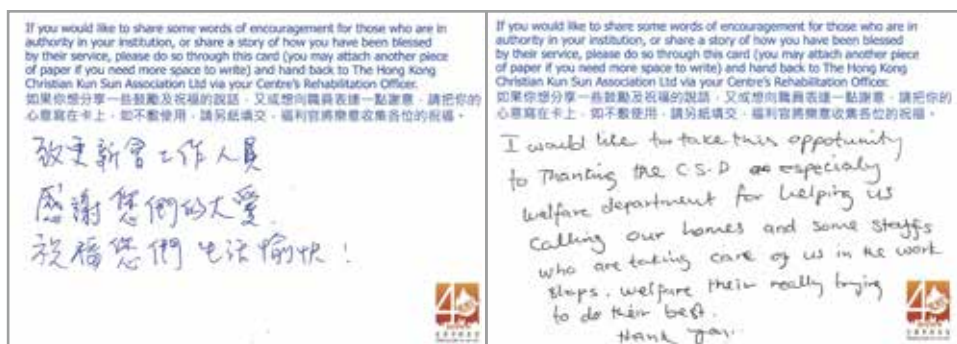 If you would like to share some words of encouragement for those who are in
authority in your institution, or share a story of how you have been blessed
by their service, please do so through this card (you may attach another piece
of paper if you need more space to write) and hand back to The Hong Kong
Christian Kun Sun Association Ltd via your Centre's Rehabilitation Officer.
如果你想分享一些鼓勵及祝福的說話，又或想向職員表達一點謝意，請把你的
心意寫在卡上，如不敷使用，請另紙填交，福利官將樂意收集各位的祝福。
致更新會工作人員
感謝您們的大愛
祝福您們生活愉快！
40
If you would like to share some words of encouragement for those who are in
authority in your institution, or share a story of how you have been blessed
by their service, please do so through this card (you may attach another piece
of paper if you need more space to write) and hand back to The Hong Kong
Christian Kun Sun Association Ltd via your Centre's Rehabilitation Officer.
如果你想分享一些鼓勵及祝福的說話，又或想向職員表達一點謝意，請把你的
心意寫在卡上，如不敷使用，請另紙填交，福利官將樂意收集各位的祝福。
I would like to take this oppotunity
to Thanting the C.S.D especialy
welfare department for helping us
calling our homes and some staffs
who are taking care of us in the work
shops. welfare their really trying
to do their best.
Thank you.
40